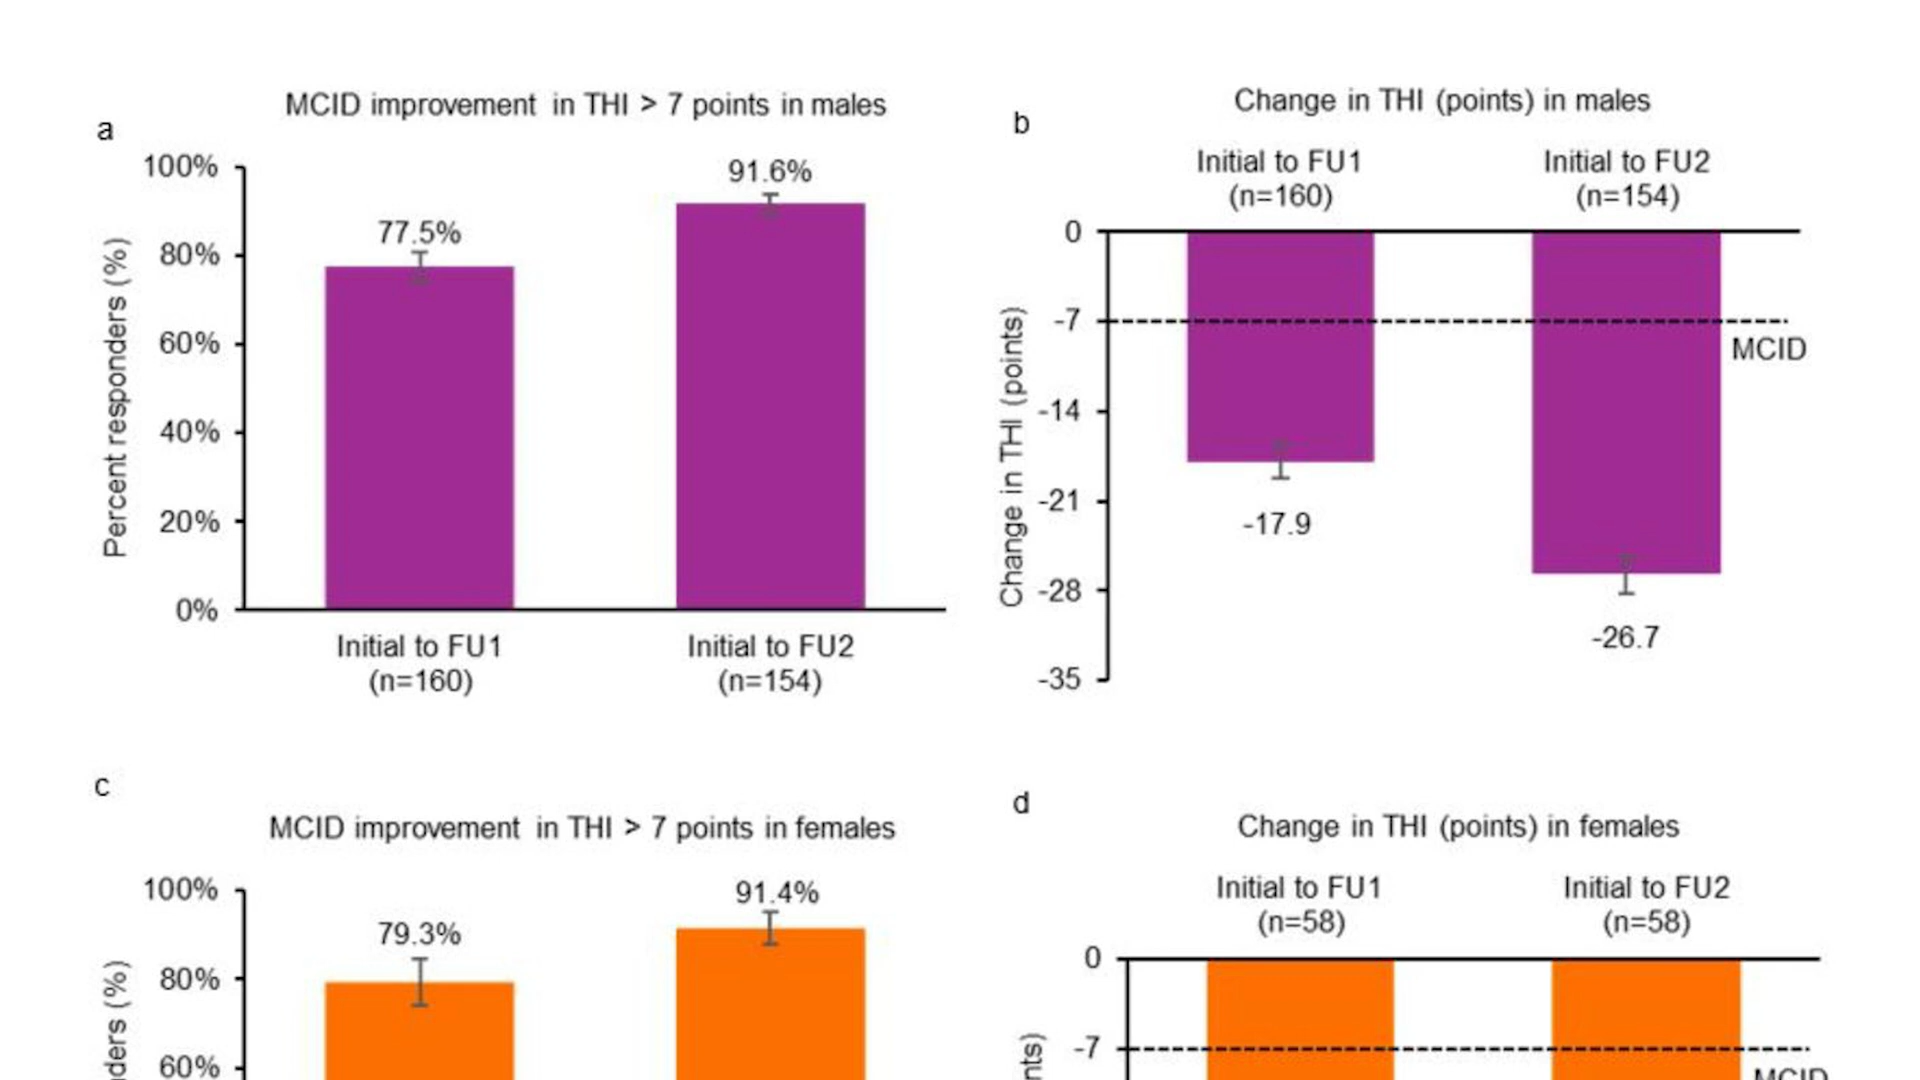 a
MCID improvement in THI > 7 points in males
Percent responders (%)
100%
80%
60%
40%
20%
0%
77.5%
91.6%
Initial to FU1
(n=160)
Initial to FU2
(n=154)
b
Change in THI (points) in males
Initial to FU1
(n=160)
Initial to FU2
(n=154)
Change in THI (points)
0
-7
-14
-21
-28
-35
MCID
-17.9
-26.7
c
MCID improvement in THI > 7 points in females
(%)
100%
80%
60%
79.3%
91.4%
d
Change in THI (points) in females
Initial to FU1
(n=58)
Initial to FU2
(n=58)
0
-7
MCID